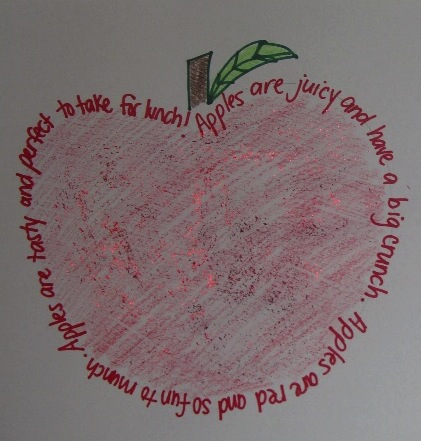 Apples are juicy and have a big crunch. Apples are red and so fun to munch. Apples are tasty and perfect to take for lunch!